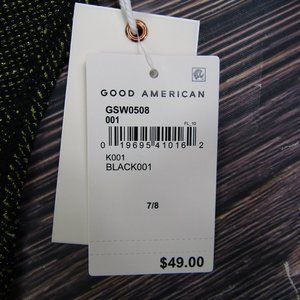 GOOD AMERICAN
GSW0508
001
FL_10
0 19695 41016 2
K001
BLACK001
7/8
$49.00